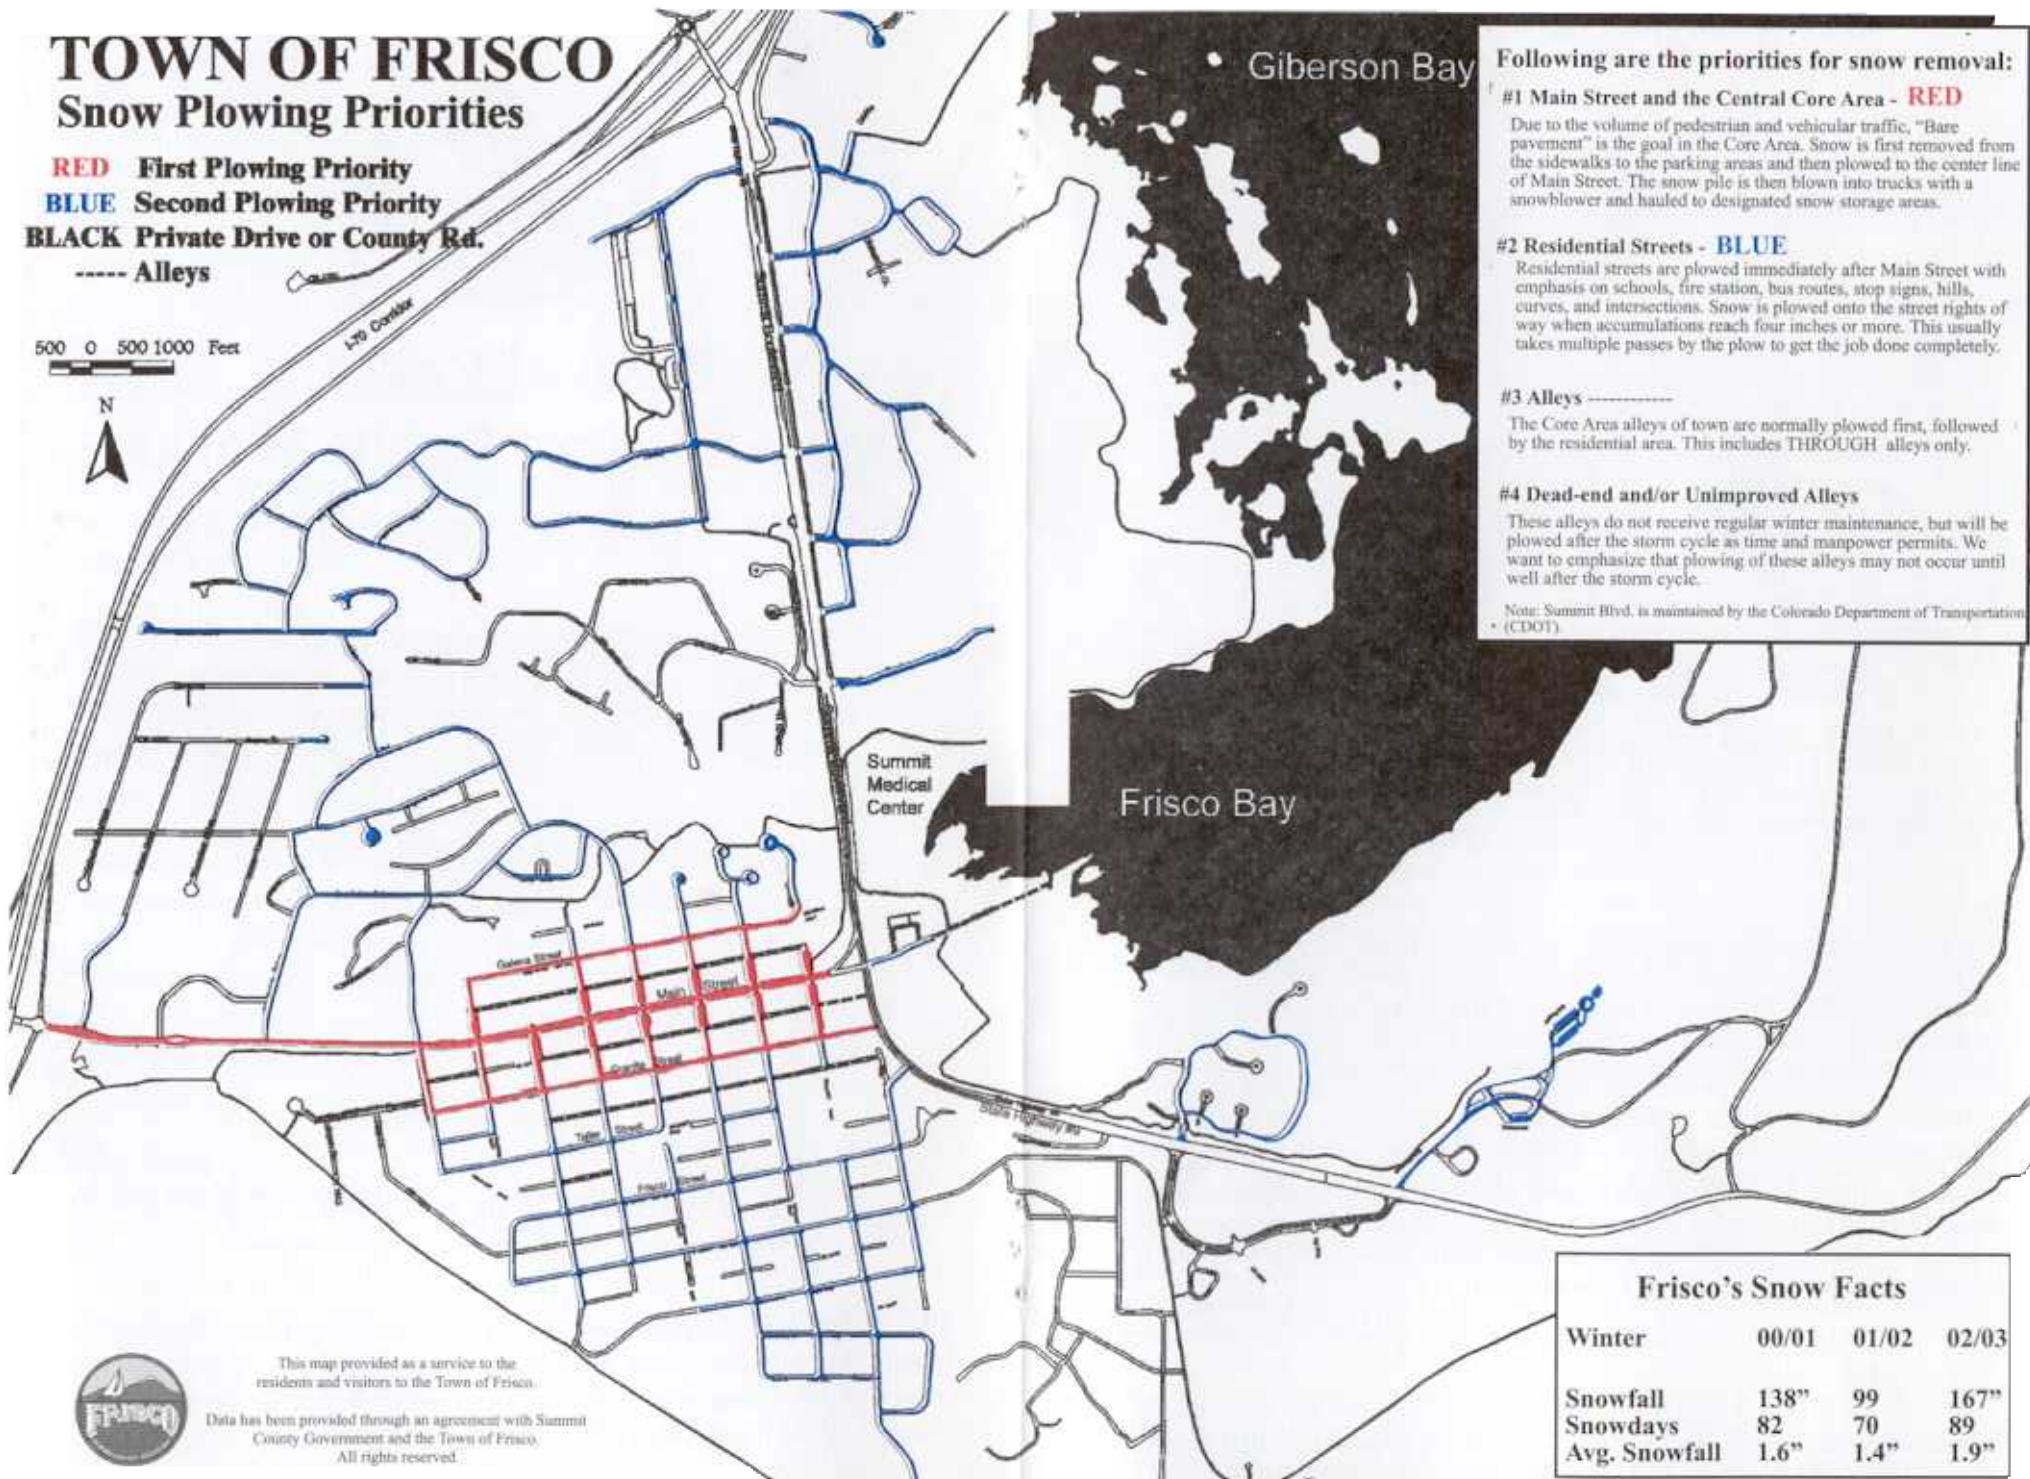 TOWN OF FRISCO
Snow Plowing Priorities
RED First Plowing Priority
BLUE Second Plowing Priority
BLACK Private Drive or County Rd.
----- Alleys
500 0 500 1000 Feet
N
I-70 Corridor
Giberson Bay
Following are the priorities for snow removal:
#1 Main Street and the Central Core Area - RED
Due to the volume of pedestrian and vehicular traffic, “Bare
pavement” is the goal in the Core Area. Snow is first removed from
the sidewalks to the parking areas and then plowed to the center line
of Main Street. The snow pile is then blown into trucks with a
snowblower and hauled to designated snow storage areas.
#2 Residential Streets - BLUE
Residential streets are plowed immediately after Main Street with
emphasis on schools, fire station, bus routes, stop signs, hills,
curves, and intersections. Snow is plowed onto the street rights of
way when accumulations reach four inches or more. This usually
takes multiple passes by the plow to get the job done completely.
#3 Alleys ------------
The Core Area alleys of town are normally plowed first, followed
by the residential area. This includes THROUGH alleys only.
#4 Dead-end and/or Unimproved Alleys
These alleys do not receive regular winter maintenance, but will be
plowed after the storm cycle as time and manpower permits. We
want to emphasize that plowing of these alleys may not occur until
well after the storm cycle.
Note: Summit Blvd. is maintained by the Colorado Department of Transportation
(CDOT).
Summit Boulevard
Summit
Medical
Center
Frisco Bay
Galena Street
Main Street
Granite Street
Teller Street
Frisco Street
State Highway
Frisco’s Snow Facts
Winter 00/01 01/02 02/03
Snowfall 138” 99 167”
Snowdays 82 70 89
Avg. Snowfall 1.6” 1.4” 1.9”
FRISCO
This map provided as a service to the
residents and visitors to the Town of Frisco.
Data has been provided through an agreement with Summit
County Government and the Town of Frisco.
All rights reserved